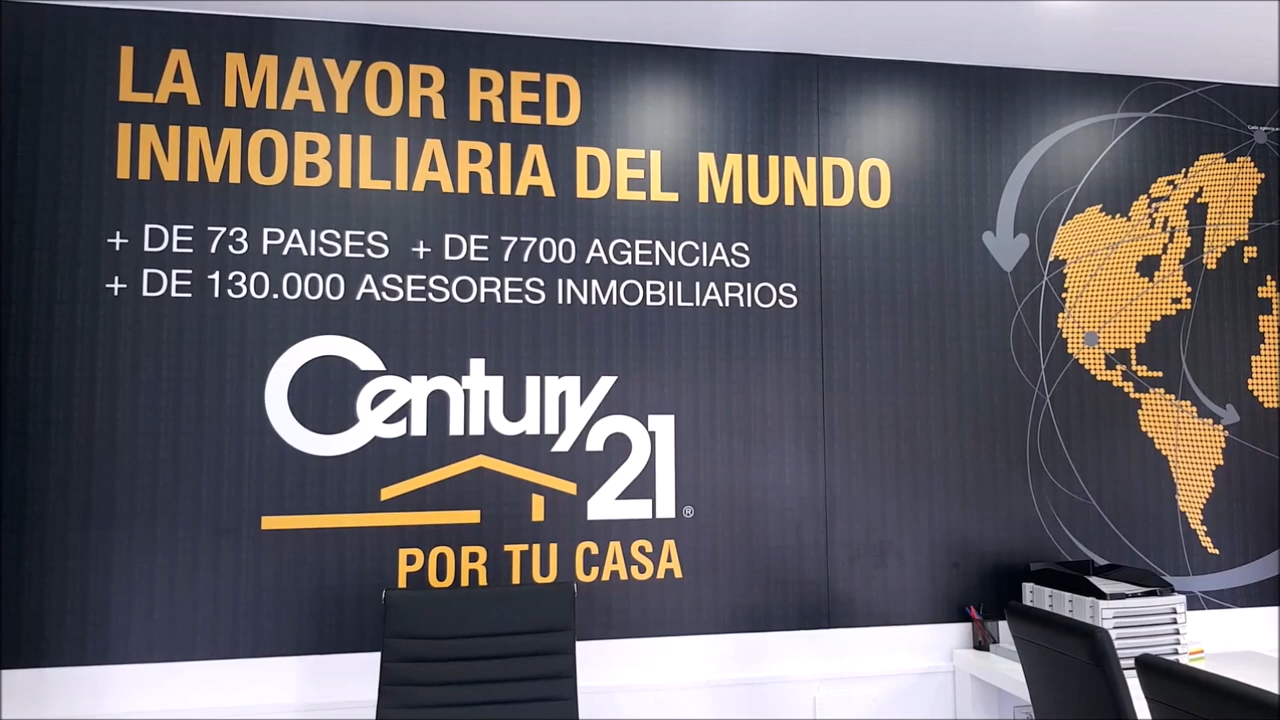 LA MAYOR RED
INMOBILIARIA DEL MUNDO
+ DE 73 PAISES + DE 7700 AGENCIAS
+ DE 130.000 ASESORES INMOBILIARIOS
Century
21®
POR TU CASA